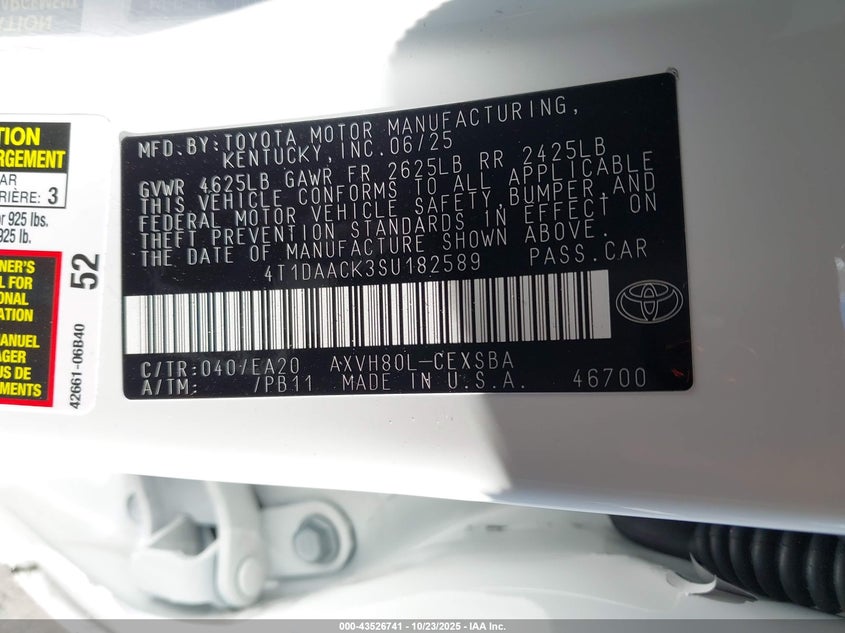 MFD.BY:TOYOTA MOTOR MANUFACTURING,
KENTUCKY, INC.06/25
GVWR 4625LB GAWR FR 2625LB RR 2425LB
THIS VEHICLE CONFORMS TO ALL APPLICABLE
FEDERAL MOTOR VEHICLE SAFETY,BUMPER,AND
THEFT PREVENTION STANDARDS IN EFFECT ON
THE DATE OF MANUFACTURE SHOWN ABOVE.
4T1DAACK3SU182589 PASS.CAR
C/TR:040/EA20 AXVH80L-CEXSBA
A/TM: /PB11 MADE IN U.S.A. 46700
TION
RGEMENT
AR
RIÈRE: 3
r 925 lbs.
925 lb.
NER'S
L FOR
ONAL
ATION
MANUEL
AGER
PLUS
52
42661-06B40
000-43526741 - 10/23/2025 - IAA Inc.